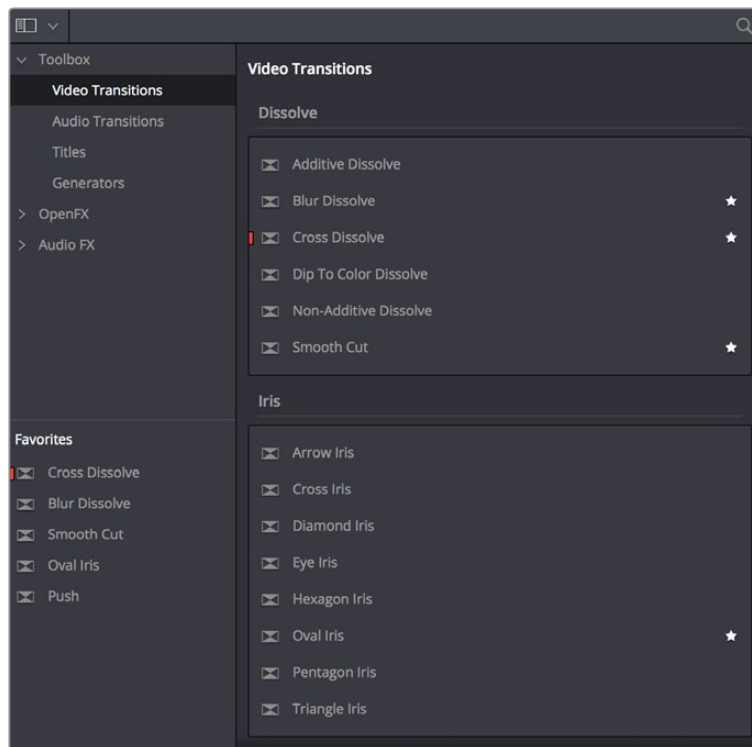 Toolbox
Video Transitions
Audio Transitions
Titles
Generators
OpenFX
Audio FX
Favorites
Cross Dissolve
Blur Dissolve
Smooth Cut
Oval Iris
Push
Video Transitions
Dissolve
Additive Dissolve
Blur Dissolve
Cross Dissolve
Dip To Color Dissolve
Non-Additive Dissolve
Smooth Cut
Iris
Arrow Iris
Cross Iris
Diamond Iris
Eye Iris
Hexagon Iris
Oval Iris
Pentagon Iris
Triangle Iris